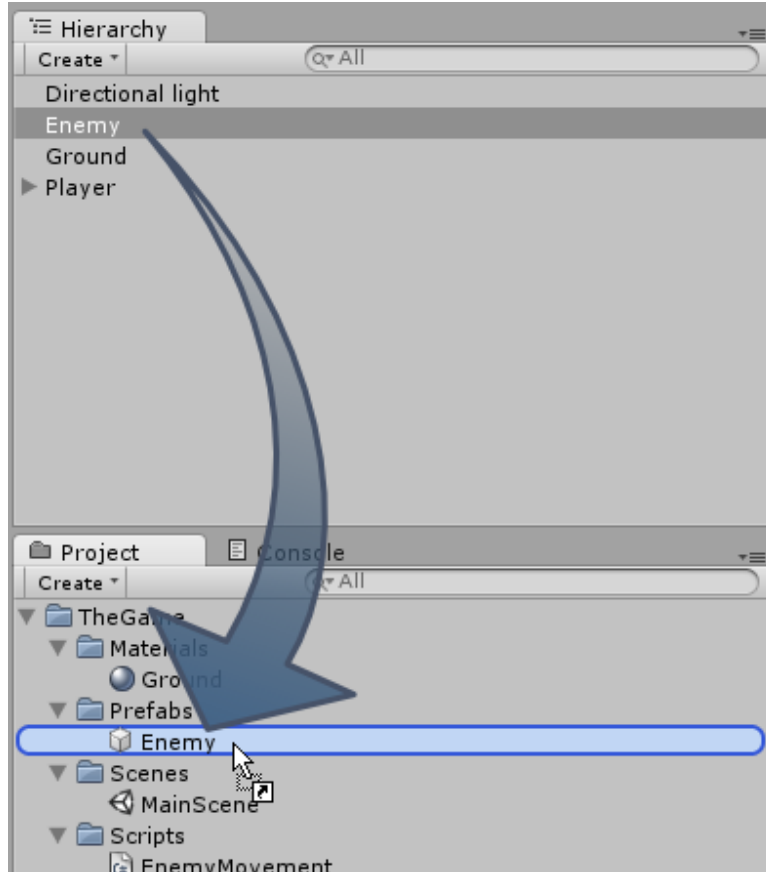 Hierarchy
Create All
Directional light
Enemy
Ground
Player
Project Console
Create All
TheGame
Materials
Ground
Prefabs
Enemy
Scenes
MainScene
Scripts
EnemyMovement